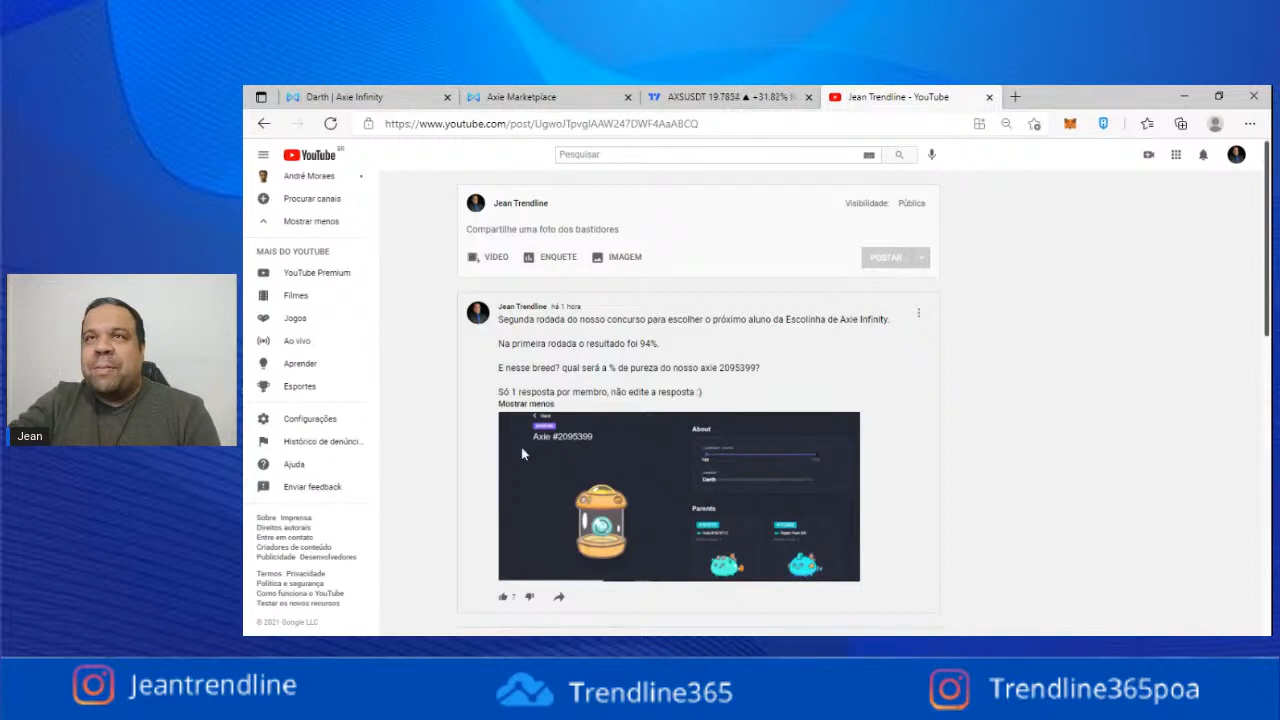 Darth | Axie Infinity
Axie Marketplace
AXSUSDT 19.7854 ▲ +31.82%
Jean Trendline - YouTube
https://www.youtube.com/post/UgwoJTpvglAAW247DWF4AaABCQ
YouTube BR
Pesquisar
André Moraes
Procurar canais
Mostrar menos
MAIS DO YOUTUBE
YouTube Premium
Filmes
Jogos
Ao vivo
Aprender
Esportes
Configurações
Histórico de denúnci...
Ajuda
Enviar feedback
Sobre Imprensa
Direitos autorais
Entre em contato
Criadores de conteúdo
Publicidade Desenvolvedores
Termos Privacidade
Política e segurança
Como funciona o YouTube
Testar os novos recursos
© 2021 Google LLC
Jean Trendline
Visibilidade: Pública
Compartilhe uma foto dos bastidores
VÍDEO ENQUETE IMAGEM
POSTAR
Jean Trendline há 1 hora
Segunda rodada do nosso concurso para escolher o próximo aluno da Escolinha de Axie Infinity.
Na primeira rodada o resultado foi 94%.
E nesse breed? qual será a % de pureza do nosso axie 2095399?
Só 1 resposta por membro, não edite a resposta :)
Mostrar menos
Axie #2095399
About
Darth
Parents
7
Jean
Jeantrendline
Trendline365
Trendline365poa